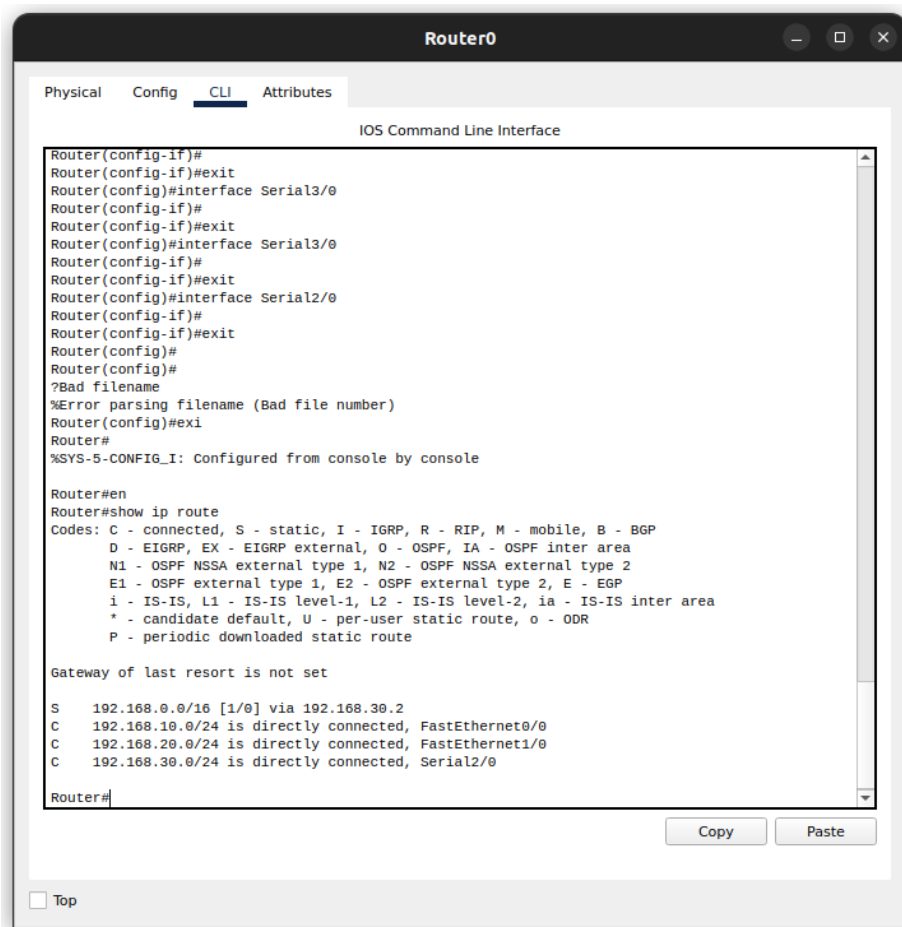 Router0
Physical Config CLI Attributes
IOS Command Line Interface
Router(config-if)#
Router(config-if)#exit
Router(config)#interface Serial3/0
Router(config-if)#
Router(config-if)#exit
Router(config)#interface Serial3/0
Router(config-if)#
Router(config-if)#exit
Router(config)#interface Serial2/0
Router(config-if)#
Router(config-if)#exit
Router(config)#
Router(config)#
?Bad filename
%Error parsing filename (Bad file number)
Router(config)#exi
Router#
%SYS-5-CONFIG_I: Configured from console by console
Router#en
Router#show ip route
Codes: C - connected, S - static, I - IGRP, R - RIP, M - mobile, B - BGP
D - EIGRP, EX - EIGRP external, O - OSPF, IA - OSPF inter area
N1 - OSPF NSSA external type 1, N2 - OSPF NSSA external type 2
E1 - OSPF external type 1, E2 - OSPF external type 2, E - EGP
i - IS-IS, L1 - IS-IS level-1, L2 - IS-IS level-2, ia - IS-IS inter area
* - candidate default, U - per-user static route, o - ODR
P - periodic downloaded static route
Gateway of last resort is not set
S 192.168.0.0/16 [1/0] via 192.168.30.2
C 192.168.10.0/24 is directly connected, FastEthernet0/0
C 192.168.20.0/24 is directly connected, FastEthernet1/0
C 192.168.30.0/24 is directly connected, Serial2/0
Router#
Copy Paste
Top